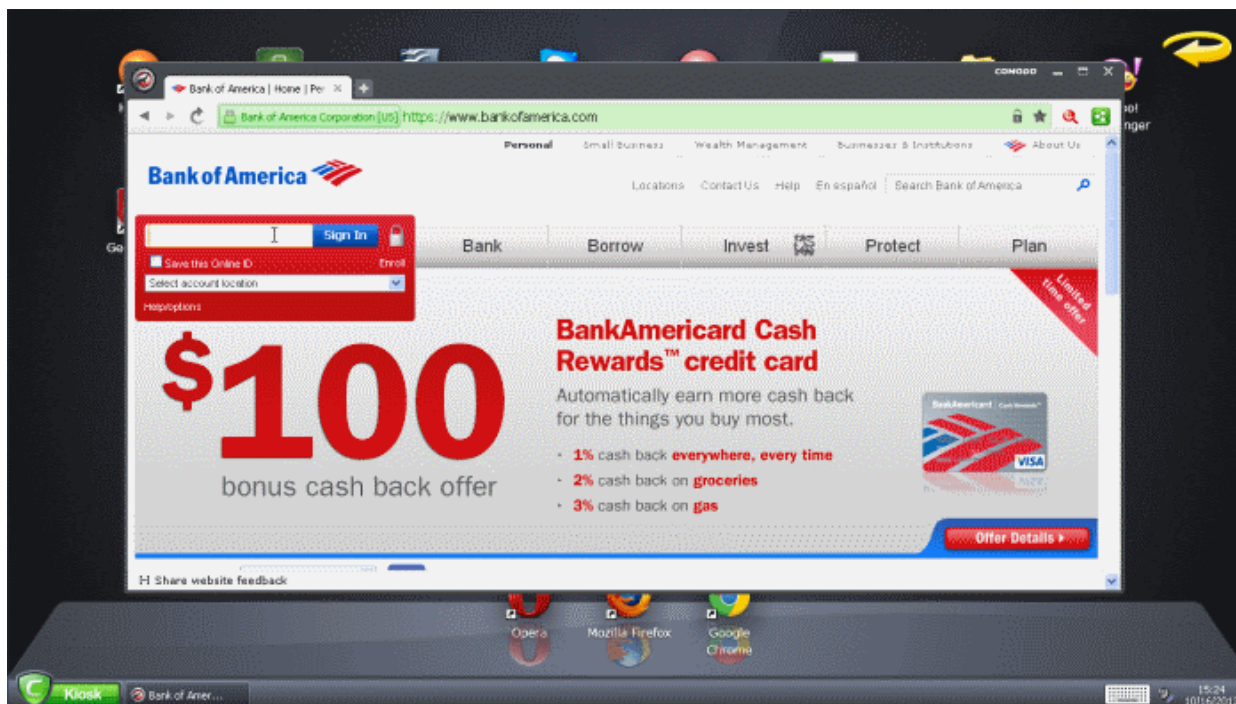 COMODO
Bank of America | Home | Per
Bank of America Corporation [US] https://www.bankofamerica.com
Personal Small Business Wealth Management Businesses & Institutions About Us
Bank of America
Locations Contact Us Help En español Search Bank of America
Sign In
Save this Online ID Enroll
Select account location
Help/options
Bank Borrow Invest Protect Plan
Limited
time offer
$100
bonus cash back offer
BankAmericard Cash
Rewards™ credit card
Automatically earn more cash back
for the things you buy most.
· 1% cash back everywhere, every time
· 2% cash back on groceries
· 3% cash back on gas
BankAmericard
VISA
Offer Details
Share website feedback
Opera
Mozilla Firefox
Google
Chrome
Kiosk
Bank of Amer...
15:24